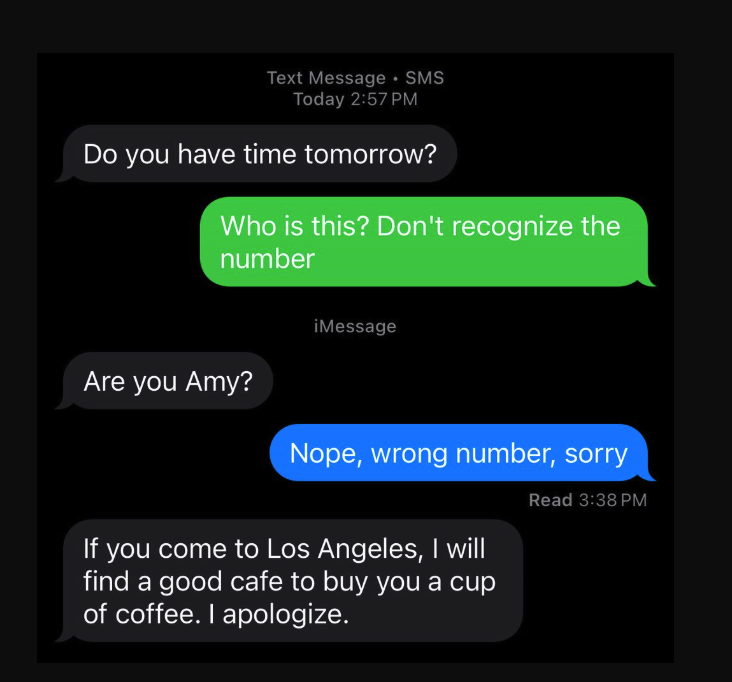 Text Message • SMS
Today 2:57 PM
Do you have time tomorrow?
Who is this? Don't recognize the
number
iMessage
Are you Amy?
Nope, wrong number, sorry
Read 3:38 PM
If you come to Los Angeles, I will
find a good cafe to buy you a cup
of coffee. I apologize.